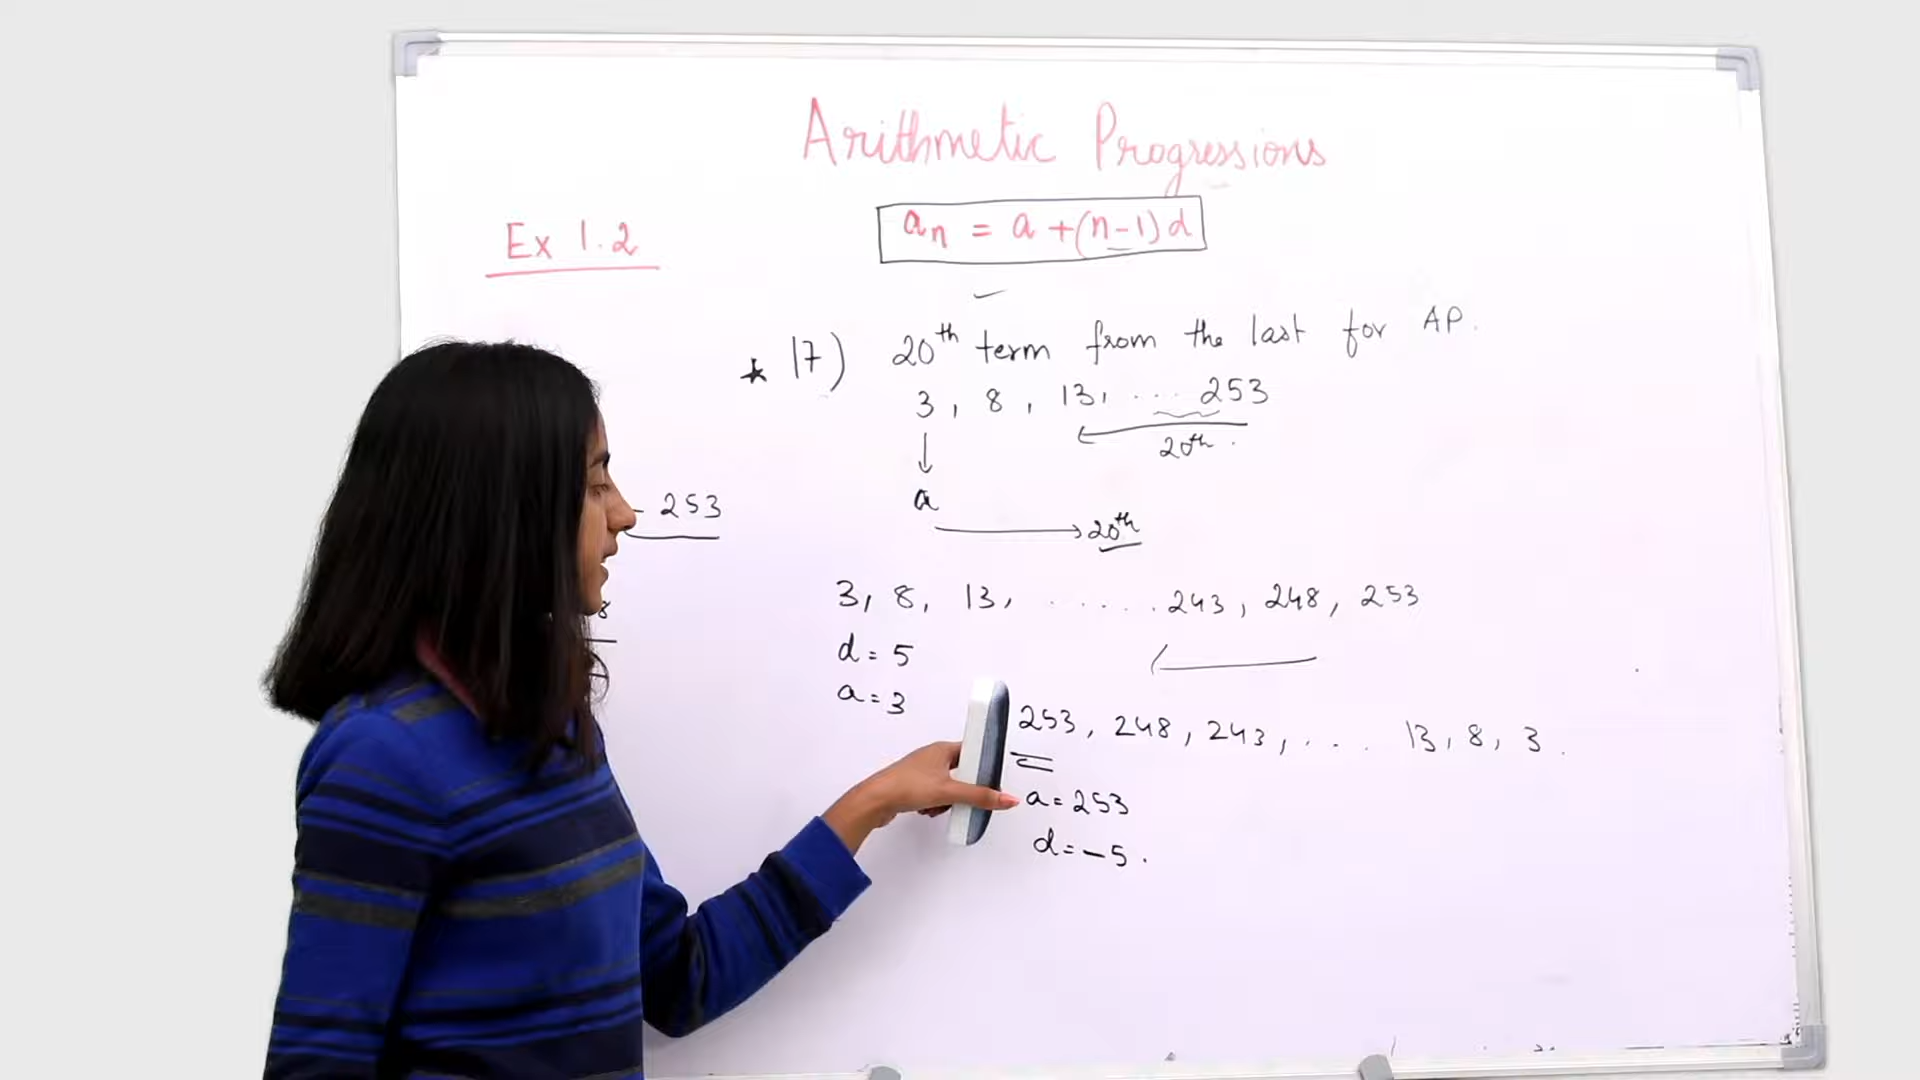 Arithmetic Progressions
an = a + (n-1)d
Ex 1.2
★ 17) 20th term from the last for AP.
3, 8, 13, .... 253
20th.
a
20th
- 253
8
3, 8, 13, ...... 243, 248, 253
d = 5
a = 3
253, 248, 243, .... 13, 8, 3.
a = 253
d = -5.